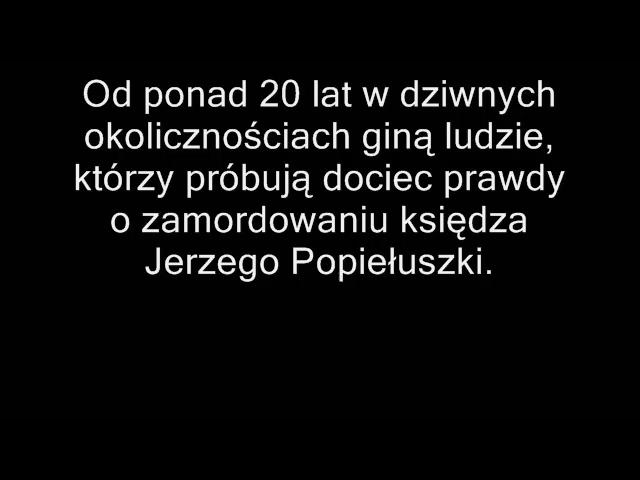 Od ponad 20 lat w dziwnych
okolicznościach giną ludzie,
którzy próbują dociec prawdy
o zamordowaniu księdza
Jerzego Popiełuszki.